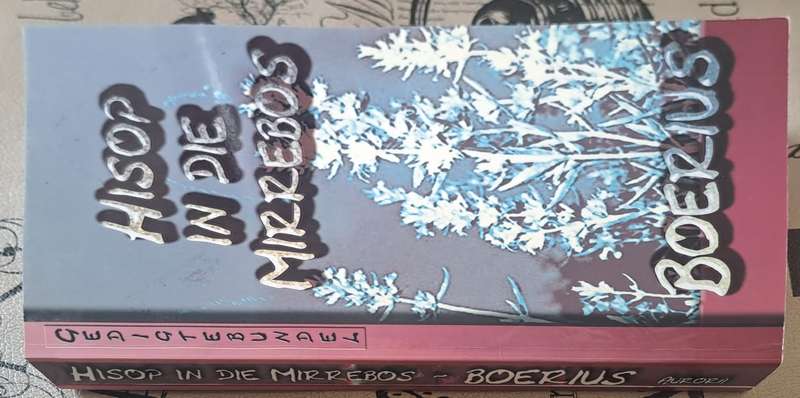 HISOP
IN DIE
MIRREBOS
BOERIUS
GEDIGTEBUNDEL
HISOP IN DIE MIRREBOS - BOERIUS